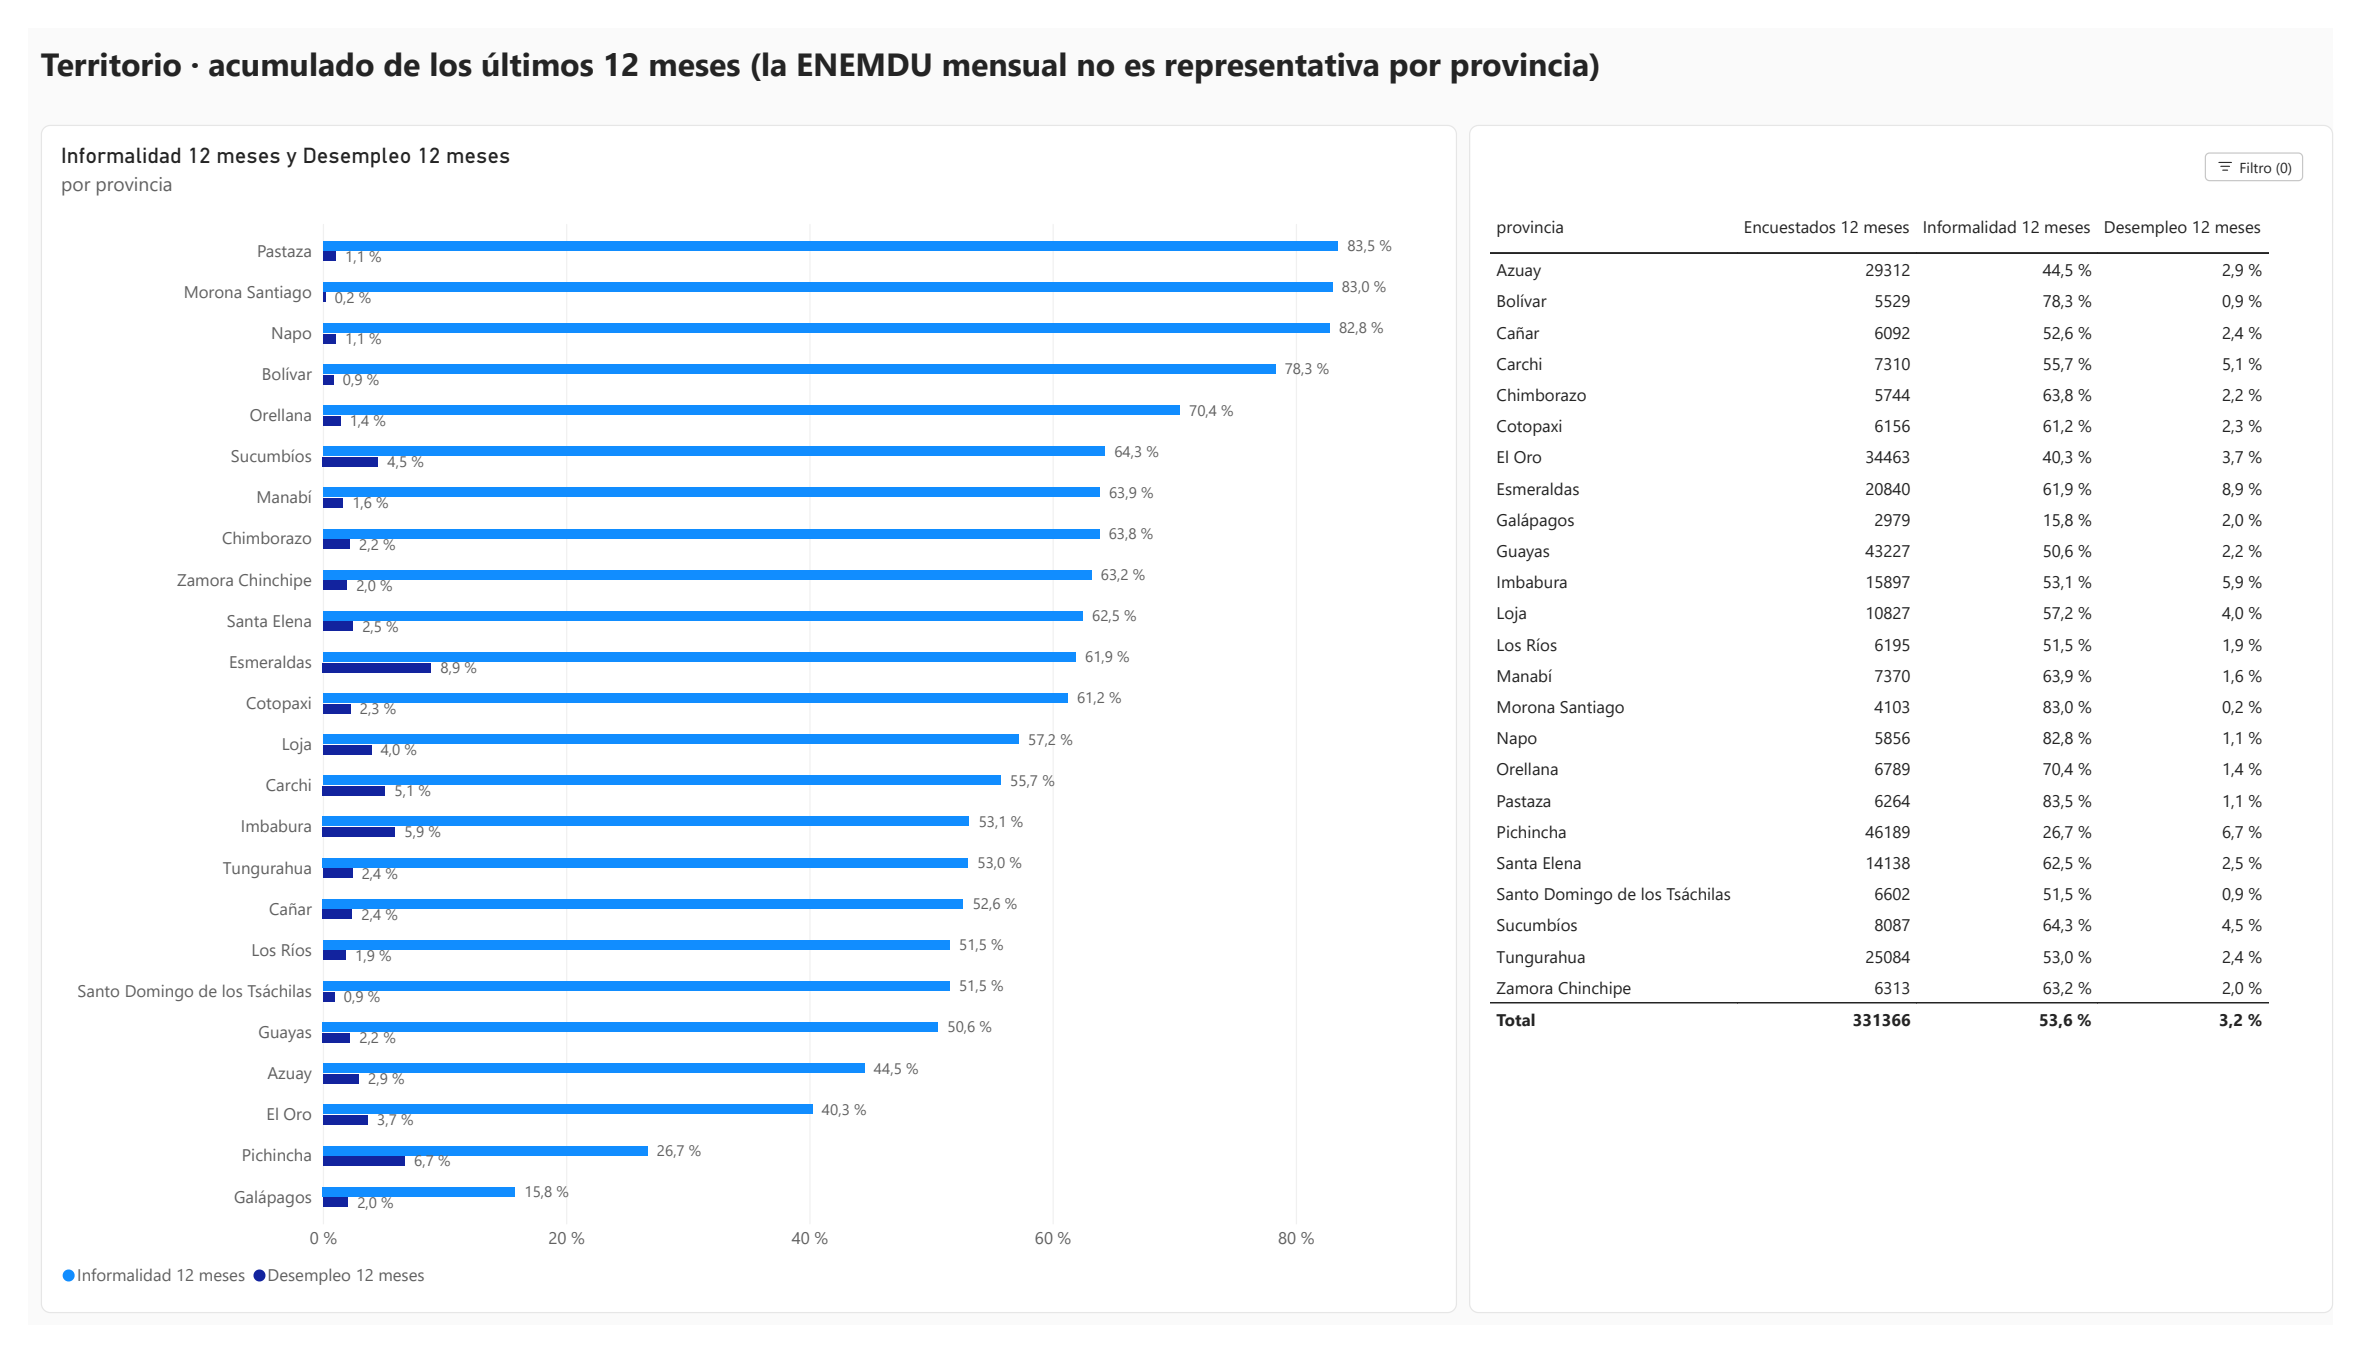 Territorio · acumulado de los últimos 12 meses (la ENEMDU mensual no es representativa por provincia)
Informalidad 12 meses y Desempleo 12 meses
por provincia
Pastaza 83,5 % 1,1 %
Morona Santiago 83,0 % 0,2 %
Napo 82,8 % 1,1 %
Bolívar 78,3 % 0,9 %
Orellana 70,4 % 1,4 %
Sucumbíos 64,3 % 4,5 %
Manabí 63,9 % 1,6 %
Chimborazo 63,8 % 2,2 %
Zamora Chinchipe 63,2 % 2,0 %
Santa Elena 62,5 % 2,5 %
Esmeraldas 61,9 % 8,9 %
Cotopaxi 61,2 % 2,3 %
Loja 57,2 % 4,0 %
Carchi 55,7 % 5,1 %
Imbabura 53,1 % 5,9 %
Tungurahua 53,0 % 2,4 %
Cañar 52,6 % 2,4 %
Los Ríos 51,5 % 1,9 %
Santo Domingo de los Tsáchilas 51,5 % 0,9 %
Guayas 50,6 % 2,2 %
Azuay 44,5 % 2,9 %
El Oro 40,3 % 3,7 %
Pichincha 26,7 % 6,7 %
Galápagos 15,8 % 2,0 %
0 % 20 % 40 % 60 % 80 %
Informalidad 12 meses Desempleo 12 meses
Filtro (0)
provincia Encuestados 12 meses Informalidad 12 meses Desempleo 12 meses
Azuay 29312 44,5 % 2,9 %
Bolívar 5529 78,3 % 0,9 %
Cañar 6092 52,6 % 2,4 %
Carchi 7310 55,7 % 5,1 %
Chimborazo 5744 63,8 % 2,2 %
Cotopaxi 6156 61,2 % 2,3 %
El Oro 34463 40,3 % 3,7 %
Esmeraldas 20840 61,9 % 8,9 %
Galápagos 2979 15,8 % 2,0 %
Guayas 43227 50,6 % 2,2 %
Imbabura 15897 53,1 % 5,9 %
Loja 10827 57,2 % 4,0 %
Los Ríos 6195 51,5 % 1,9 %
Manabí 7370 63,9 % 1,6 %
Morona Santiago 4103 83,0 % 0,2 %
Napo 5856 82,8 % 1,1 %
Orellana 6789 70,4 % 1,4 %
Pastaza 6264 83,5 % 1,1 %
Pichincha 46189 26,7 % 6,7 %
Santa Elena 14138 62,5 % 2,5 %
Santo Domingo de los Tsáchilas 6602 51,5 % 0,9 %
Sucumbíos 8087 64,3 % 4,5 %
Tungurahua 25084 53,0 % 2,4 %
Zamora Chinchipe 6313 63,2 % 2,0 %
Total 331366 53,6 % 3,2 %